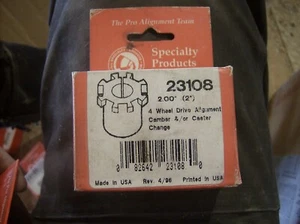 The Pro Alignment Team
Specialty
Products
23108
2.00° (2°)
4 Wheel Drive Alignment
Camber &/or Caster
Change
0 82642 23108 0
Made in USA Rev. 4/96 Printed in USA